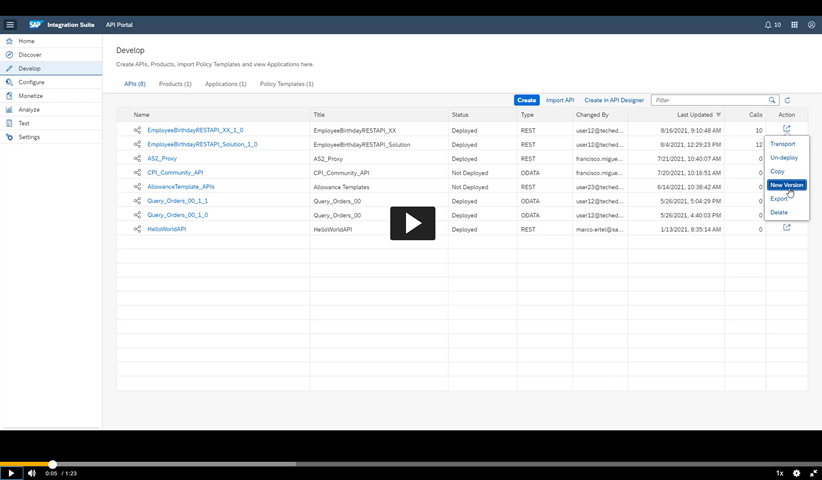 SAP Integration Suite API Portal 10
Home
Discover
Develop
Configure
Monetize
Analyze
Test
Settings
Develop
Create APIs, Products, import Policy Templates and view Applications here.
APIs (8) Products (1) Applications (1) Policy Templates (1)
Create Import API Create in API Designer Filter
Name Title Status Type Changed By Last Updated Calls Action
EmployeeBirthdayRESTAPI_XX_1_0 EmployeeBirthdayRESTAPI_XX Deployed REST user12@teched... 8/16/2021, 9:10:48 AM 10
EmployeeBirthdayRESTAPI_Solution_1_0 EmployeeBirthdayRESTAPI_Solution Deployed REST user12@teched... 8/4/2021, 12:29:23 PM 12
AS2_Proxy AS2_Proxy Deployed REST francisco.migue... 7/21/2021, 10:40:07 AM 0
CPI_Community_API CPI_Community_API Not Deployed ODATA francisco.migue... 7/20/2021, 10:16:51 AM 0
AllowanceTemplate_APIs Allowance Templates Not Deployed REST user23@teched... 6/14/2021, 10:38:42 AM 0
Query_Orders_00_1_1 Query_Orders_00 Deployed ODATA user12@teched... 5/26/2021, 5:04:29 PM 0
Query_Orders_00_1_0 Query_Orders_00 Deployed ODATA user12@teched... 5/26/2021, 4:40:03 PM 0
HelloWorldAPI HelloWorldAPI Deployed REST marco.ertel@sa... 1/13/2021, 8:35:14 AM 0
Transport
Un-deploy
Copy
New Version
Export
Delete
0:05 / 1:23 1x